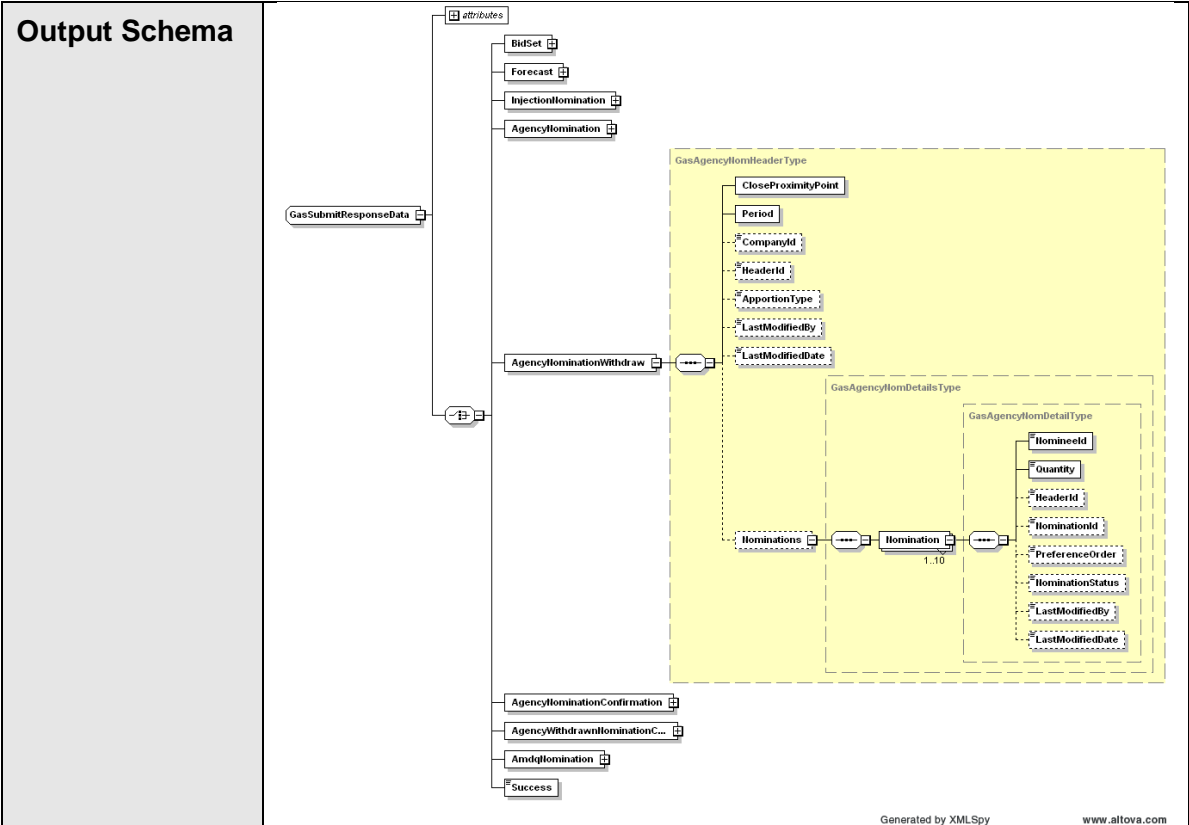 Output Schema
attributes
BidSet
Forecast
InjectionNomination
AgencyNomination
GasAgencyNomHeaderType
CloseProximityPoint
GasSubmitResponseData
Period
CompanyId
HeaderId
ApportionType
LastModifiedBy
LastModifiedDate
AgencyNominationWithdraw
GasAgencyNomDetailsType
GasAgencyNomDetailType
NomineeId
Quantity
HeaderId
NominationId
Nominations
Nomination
1..10
PreferenceOrder
NominationStatus
LastModifiedBy
LastModifiedDate
AgencyNominationConfirmation
AgencyWithdrawnNominationC...
AmdqNomination
Success
Generated by XMLSpy www.altova.com